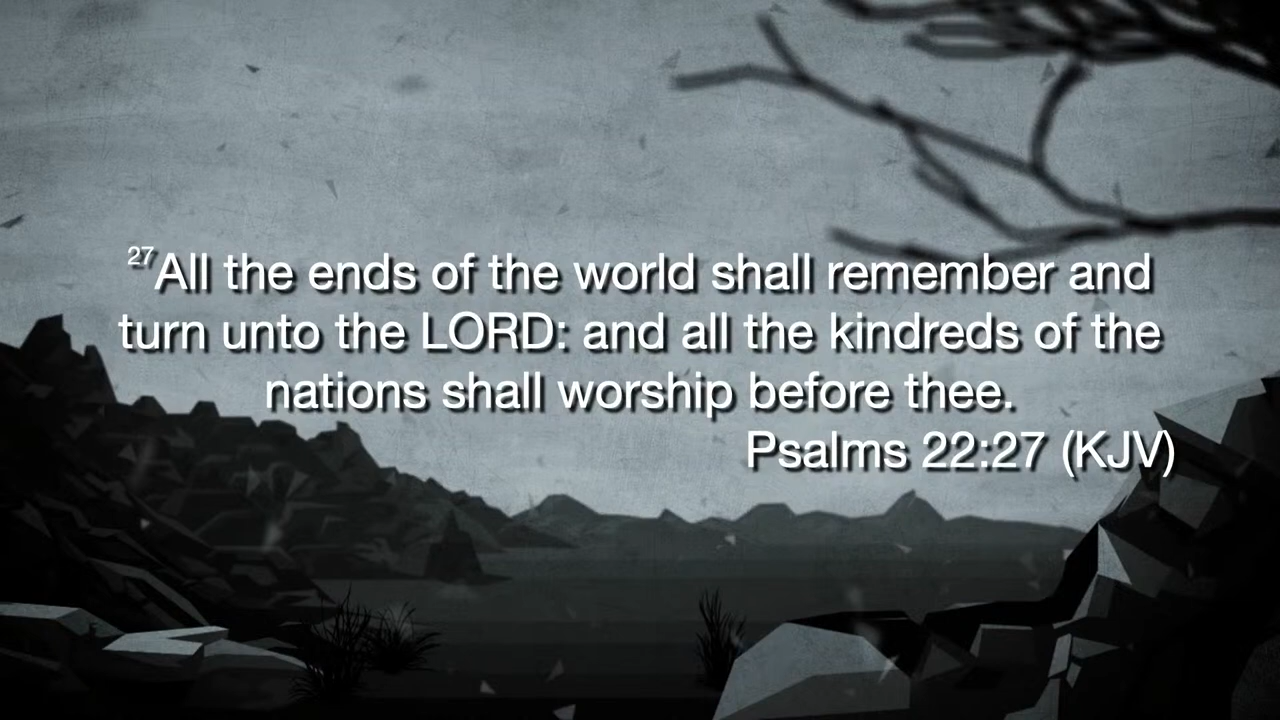 27All the ends of the world shall remember and
turn unto the LORD: and all the kindreds of the
nations shall worship before thee.
Psalms 22:27 (KJV)